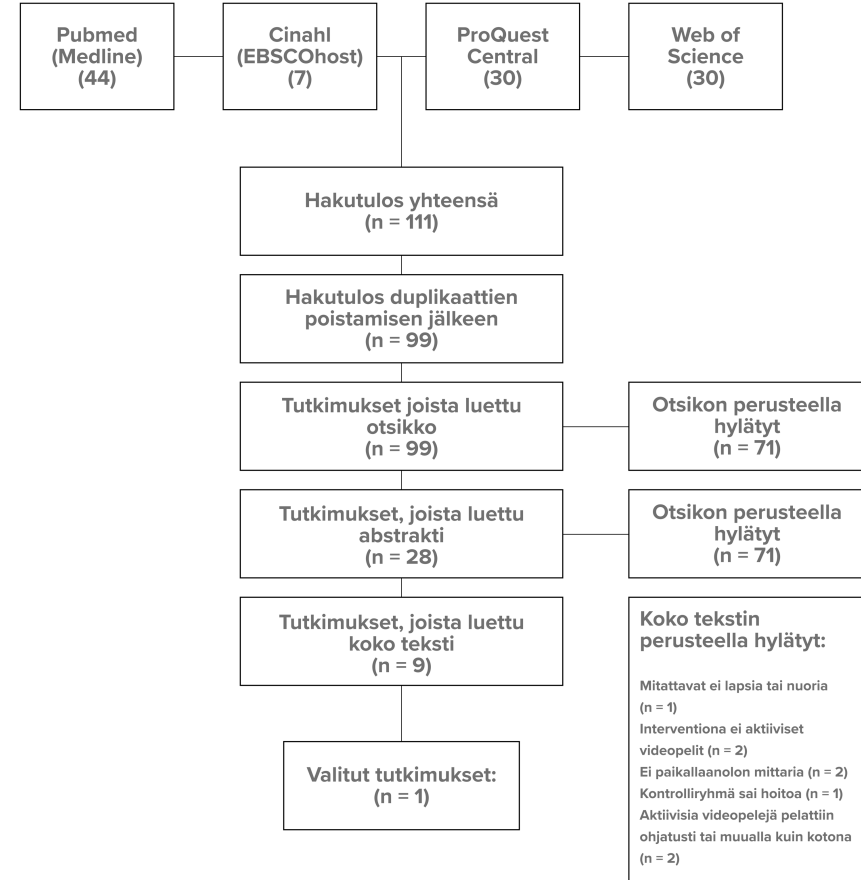 Pubmed
(Medline)
(44)
Cinahl
(EBSCOhost)
(7)
ProQuest
Central
(30)
Web of
Science
(30)
Hakutulos yhteensä
(n = 111)
Hakutulos duplikaattien
poistamisen jälkeen
(n = 99)
Tutkimukset joista luettu
otsikko
(n = 99)
Otsikon perusteella
hylätyt
(n = 71)
Tutkimukset, joista luettu
abstrakti
(n = 28)
Otsikon perusteella
hylätyt
(n = 71)
Tutkimukset, joista luettu
koko teksti
(n = 9)
Koko tekstin
perusteella hylätyt:
Mitattavat ei lapsia tai nuoria
(n = 1)
Interventiona ei aktiiviset
videopelit (n = 2)
Ei paikallaanolon mittaria (n = 2)
Kontrolliryhmä sai hoitoa (n = 1)
Aktiivisia videopelejä pelattiin
ohjatusti tai muualla kuin kotona
(n = 2)
Valitut tutkimukset:
(n = 1)